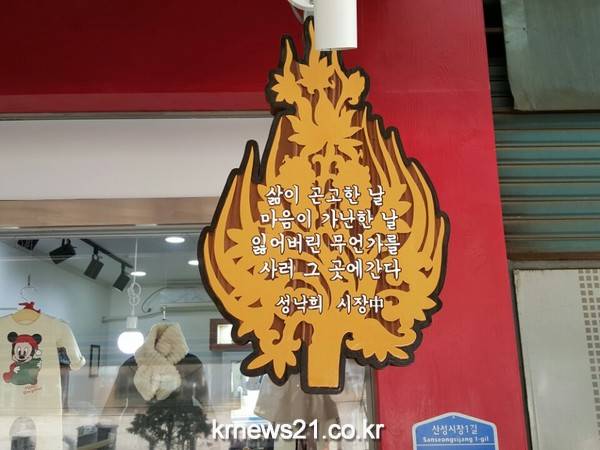 삶이 곤고한 날
마음이 가난한 날
잃어버린 무언가를
사러 그 곳에간다
성낙희 시장中
산성시장1길
Sanseongsijang 1-gil
kmews21.co.kr